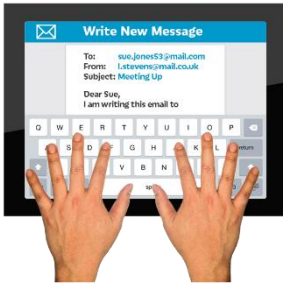 Write New Message
To: sue.jones53@mail.com
From: l.stevens@mail.co.uk
Subject: Meeting Up
Dear Sue,
I am writing this email to
Q W E R T Y U I O P
S D G H K L return
V B N